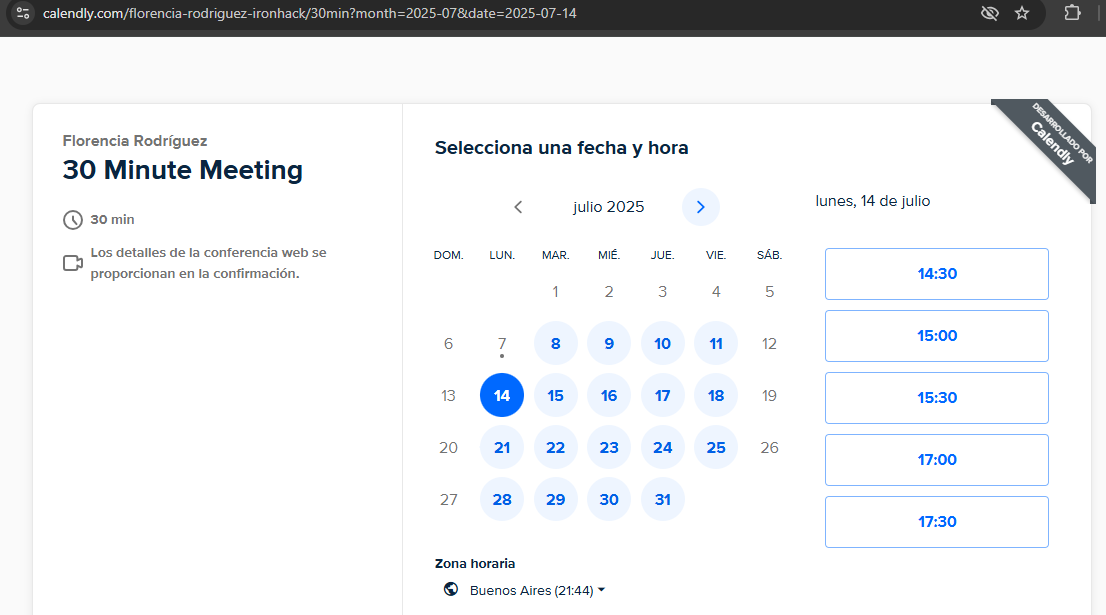 calendly.com/florencia-rodriguez-ironhack/30min?month=2025-07&date=2025-07-14
DESARROLLADO POR
Calendly
Florencia Rodríguez
30 Minute Meeting
30 min
Los detalles de la conferencia web se
proporcionan en la confirmación.
Selecciona una fecha y hora
julio 2025
DOM. LUN. MAR. MIÉ. JUE. VIE. SÁB.
1 2 3 4 5
6 7 8 9 10 11 12
13 14 15 16 17 18 19
20 21 22 23 24 25 26
27 28 29 30 31
Zona horaria
Buenos Aires (21:44)
lunes, 14 de julio
14:30
15:00
15:30
17:00
17:30